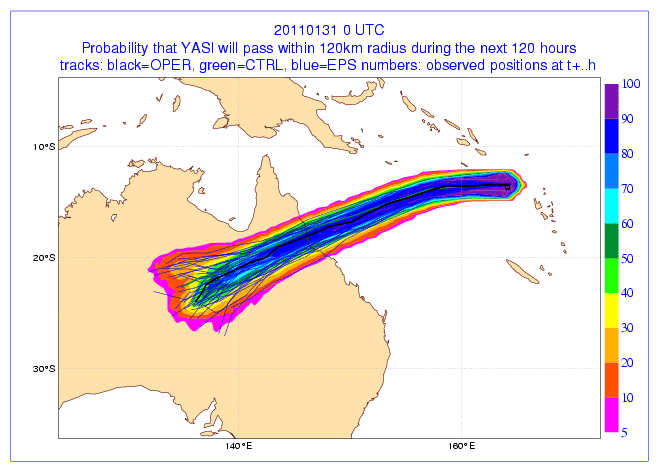 20110131 0 UTC
Probability that YASI will pass within 120km radius during the next 120 hours
tracks: black=OPER, green=CTRL, blue=EPS numbers: observed positions at t+..h
100
90
80
70
60
50
40
30
20
10
5
10°S
20°S
30°S
140°E
160°E